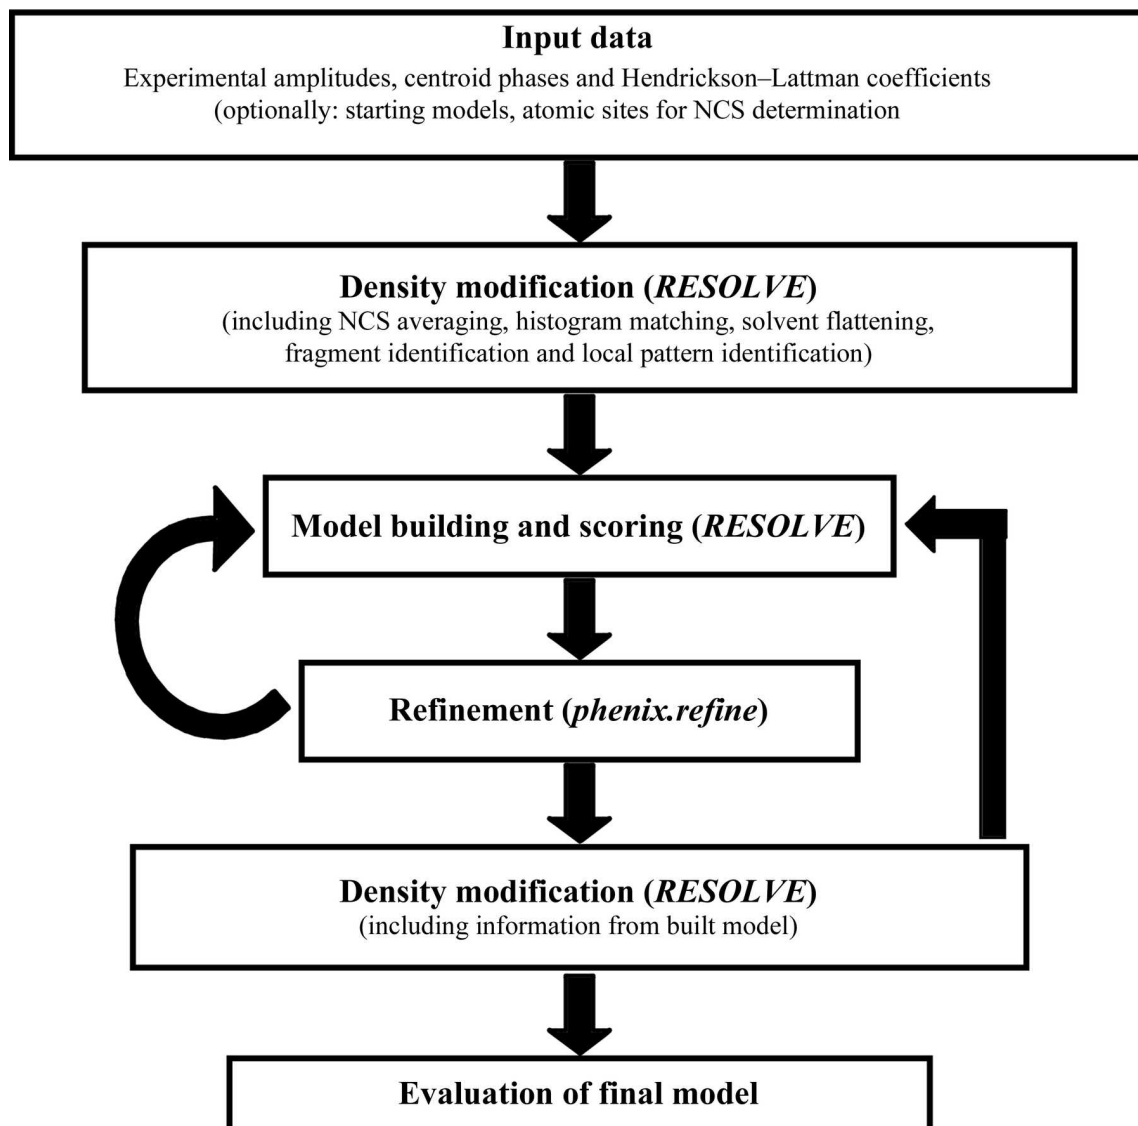 Input data
Experimental amplitudes, centroid phases and Hendrickson–Lattman coefficients
(optionally: starting models, atomic sites for NCS determination
Density modification (RESOLVE)
(including NCS averaging, histogram matching, solvent flattening,
fragment identification and local pattern identification)
Model building and scoring (RESOLVE)
Refinement (phenix.refine)
Density modification (RESOLVE)
(including information from built model)
Evaluation of final model